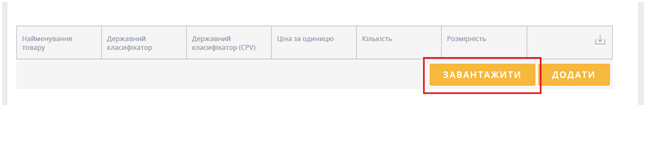 Найменування товару
Державний класифікатор
Державний класифікатор (CPV)
Ціна за одиницю
Кількість
Розмірність
ЗАВАНТАЖИТИ
ДОДАТИ